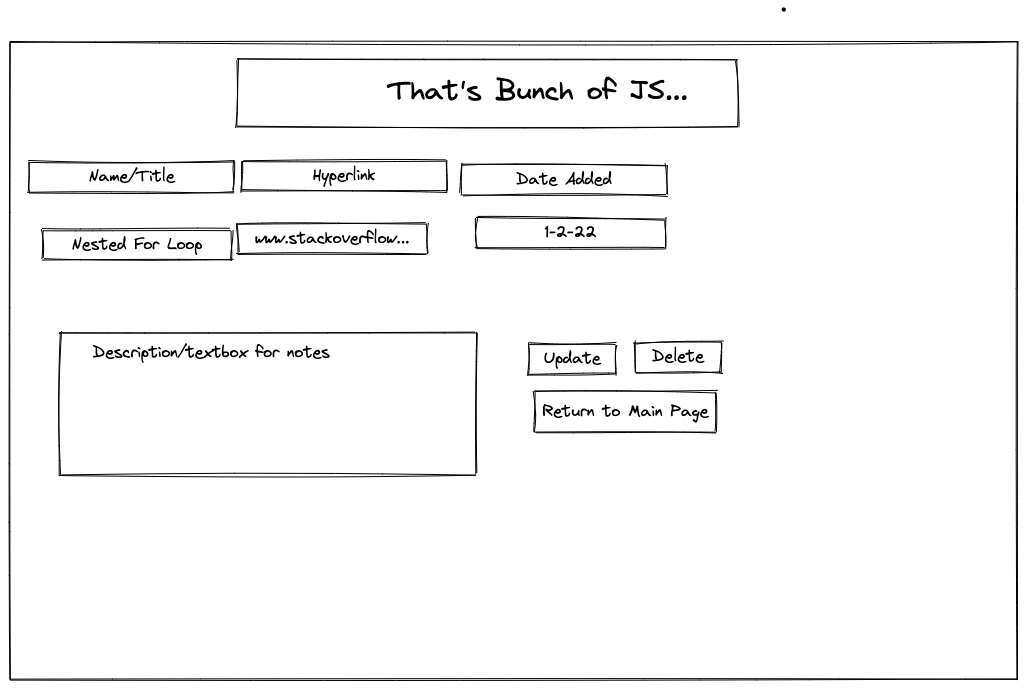 That's Bunch of JS...
Name/Title
Hyperlink
Date Added
Nested For Loop
www.stackoverflow...
1-2-22
Description/textbox for notes
Update
Delete
Return to Main Page